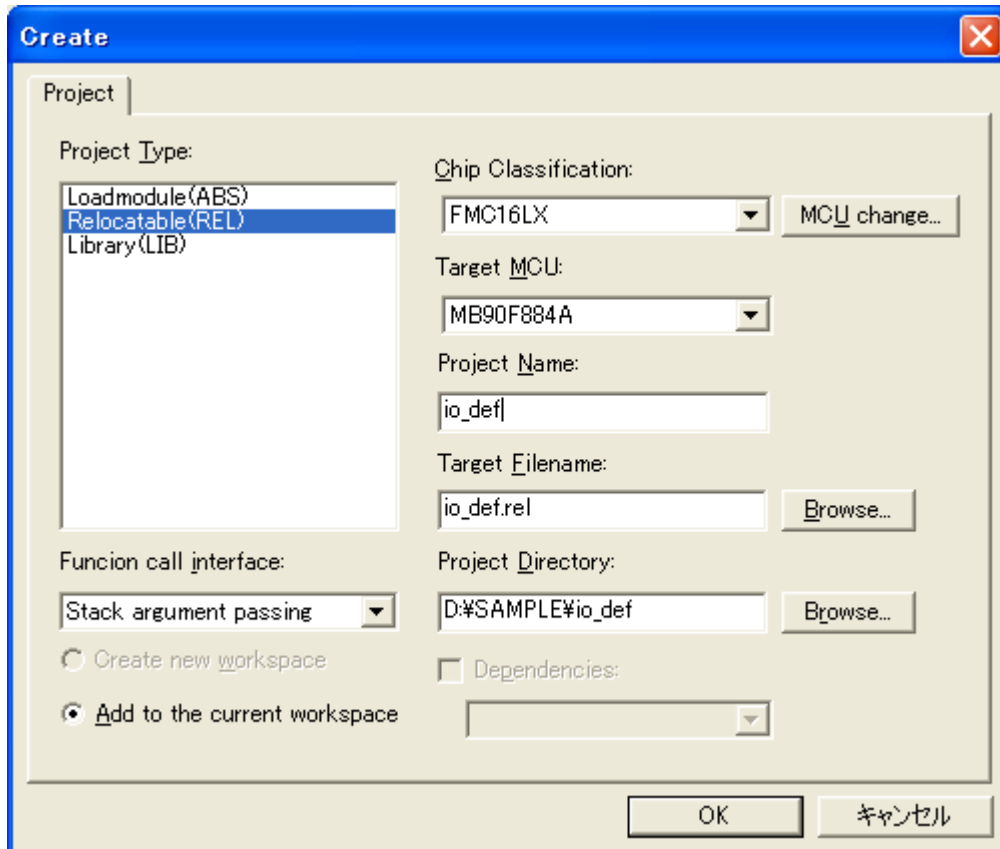 Create
Project
Project Type:
Loadmodule(ABS)
Relocatable(REL)
Library(LIB)
Funcion call interface:
Stack argument passing
Create new workspace
Add to the current workspace
Chip Classification:
FMC16LX
MCU change...
Target MCU:
MB90F884A
Project Name:
io_def
Target Filename:
io_def.rel
Browse...
Project Directory:
D:¥SAMPLE¥io_def
Browse...
Dependencies:
OK
キャンセル